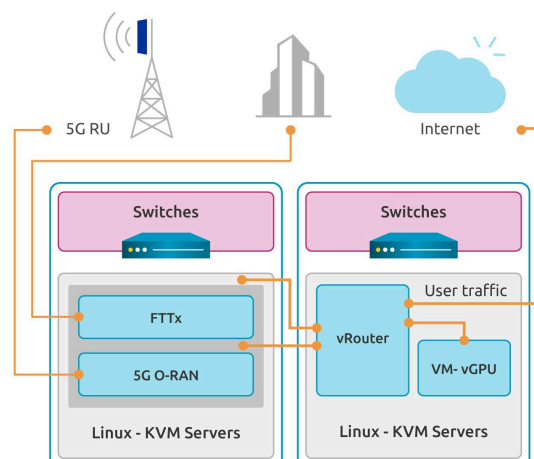 5G RU
Internet
Switches
Switches
User traffic
FTTx
vRouter
5G O-RAN
VM- vGPU
Linux - KVM Servers
Linux - KVM Servers